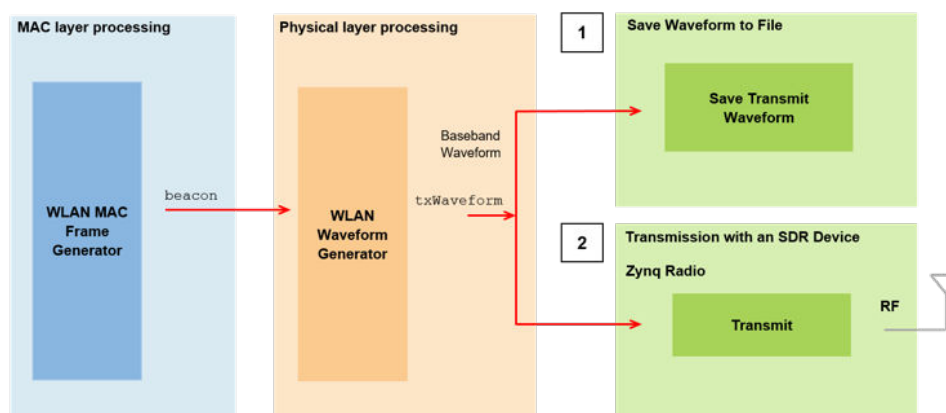 MAC layer processing
WLAN MAC
Frame
Generator
beacon
Physical layer processing
WLAN
Waveform
Generator
Baseband
Waveform
txWaveform
1
Save Waveform to File
Save Transmit
Waveform
2
Transmission with an SDR Device
Zynq Radio
Transmit
RF